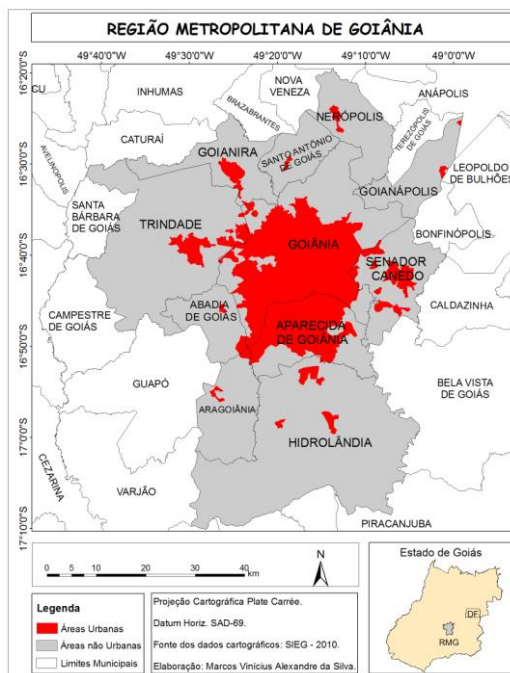 REGIÃO METROPOLITANA DE GOIÂNIA
49°40'0"W 49°30'0"W 49°20'0"W 49°10'0"W 49°0'0"W
16°20'0"S
16°30'0"S
16°40'0"S
16°50'0"S
17°0'0"S
17°10'0"S
CU
INHUMAS
NOVA
VENEZA
ANÁPOLIS
BRAZABRANTES
NERÓPOLIS
CATURAÍ
AVELINOPOLIS
GOIANIRA
SANTO ANTÔNIO
DE GOIÁS
TEREZÓPOLIS
DE GOIÁS
GOIANÁPOLIS
LEOPOLDO
DE BULHÕES
SANTA
BÁRBARA
DE GOIÁS
TRINDADE
GOIÂNIA
BONFINÓPOLIS
SENADOR
CANEDO
ABADIA
DE GOIÁS
CAMPESTRE
DE GOIÁS
APARECIDA
DE GOIÂNIA
CALDAZINHA
GUAPÓ
BELA VISTA
DE GOIÁS
ARAGOIÂNIA
HIDROLÂNDIA
CEZARINA
VARJÃO
PIRACANJUBA
0 5 10 20 30 40
km
N
Estado de Goiás
DF
RMG
Legenda
Áreas Urbanas
Áreas não Urbanas
Limites Municipais
Projeção Cartográfica Plate Carrée.
Datum Horiz. SAD-69.
Fonte dos dados cartográficos: SIEG - 2010.
Elaboração: Marcos Vinícius Alexandre da Silva.